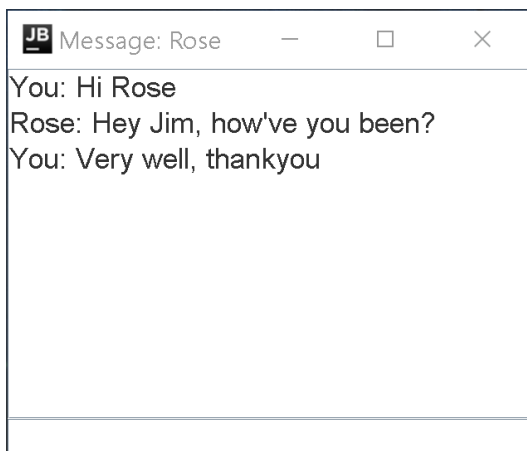 JB Message: Rose
You: Hi Rose
Rose: Hey Jim, how've you been?
You: Very well, thankyou